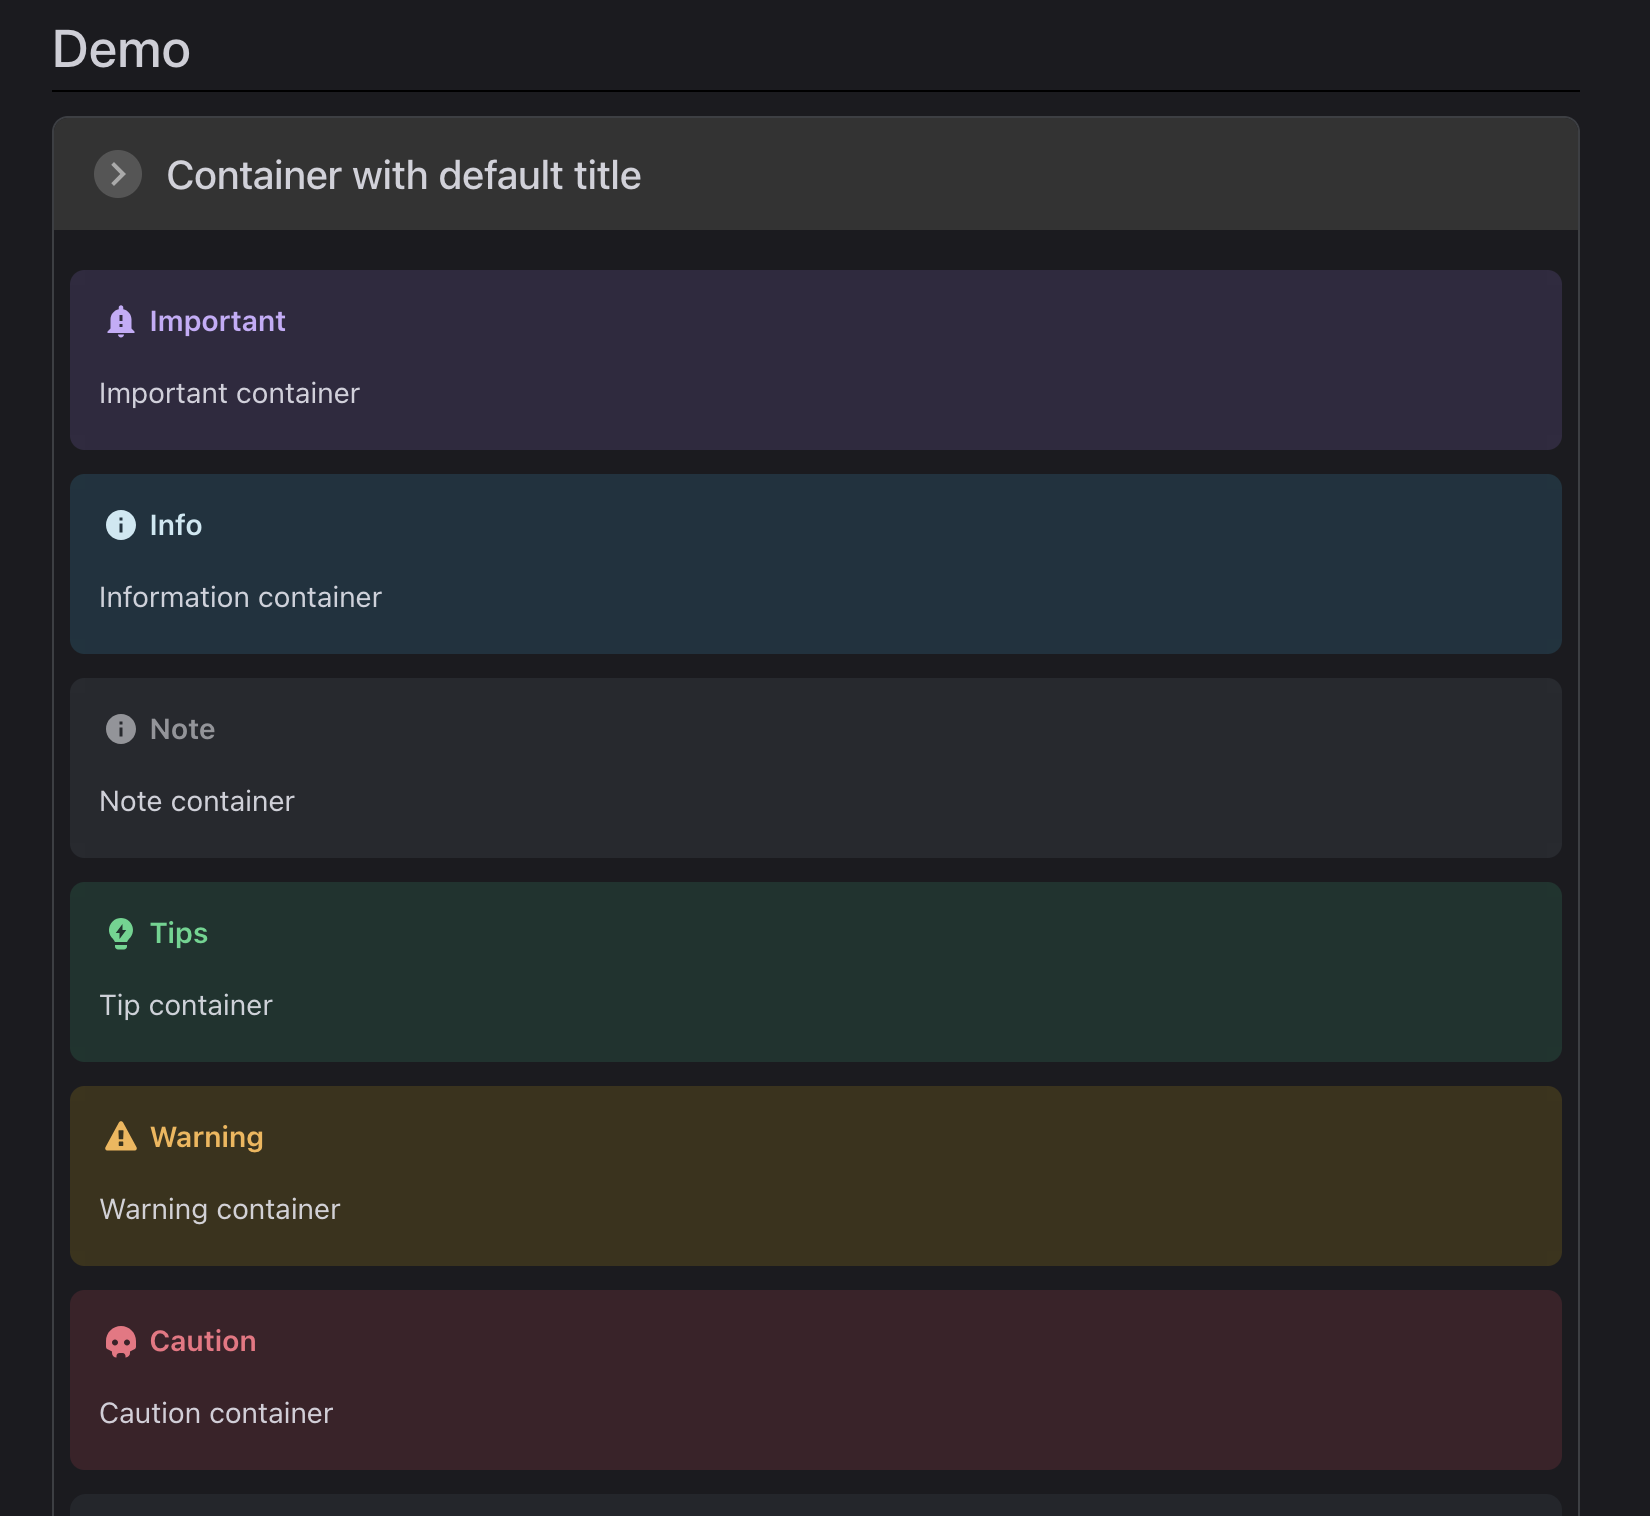 Demo
Container with default title
Important
Important container
Info
Information container
Note
Note container
Tips
Tip container
Warning
Warning container
Caution
Caution container